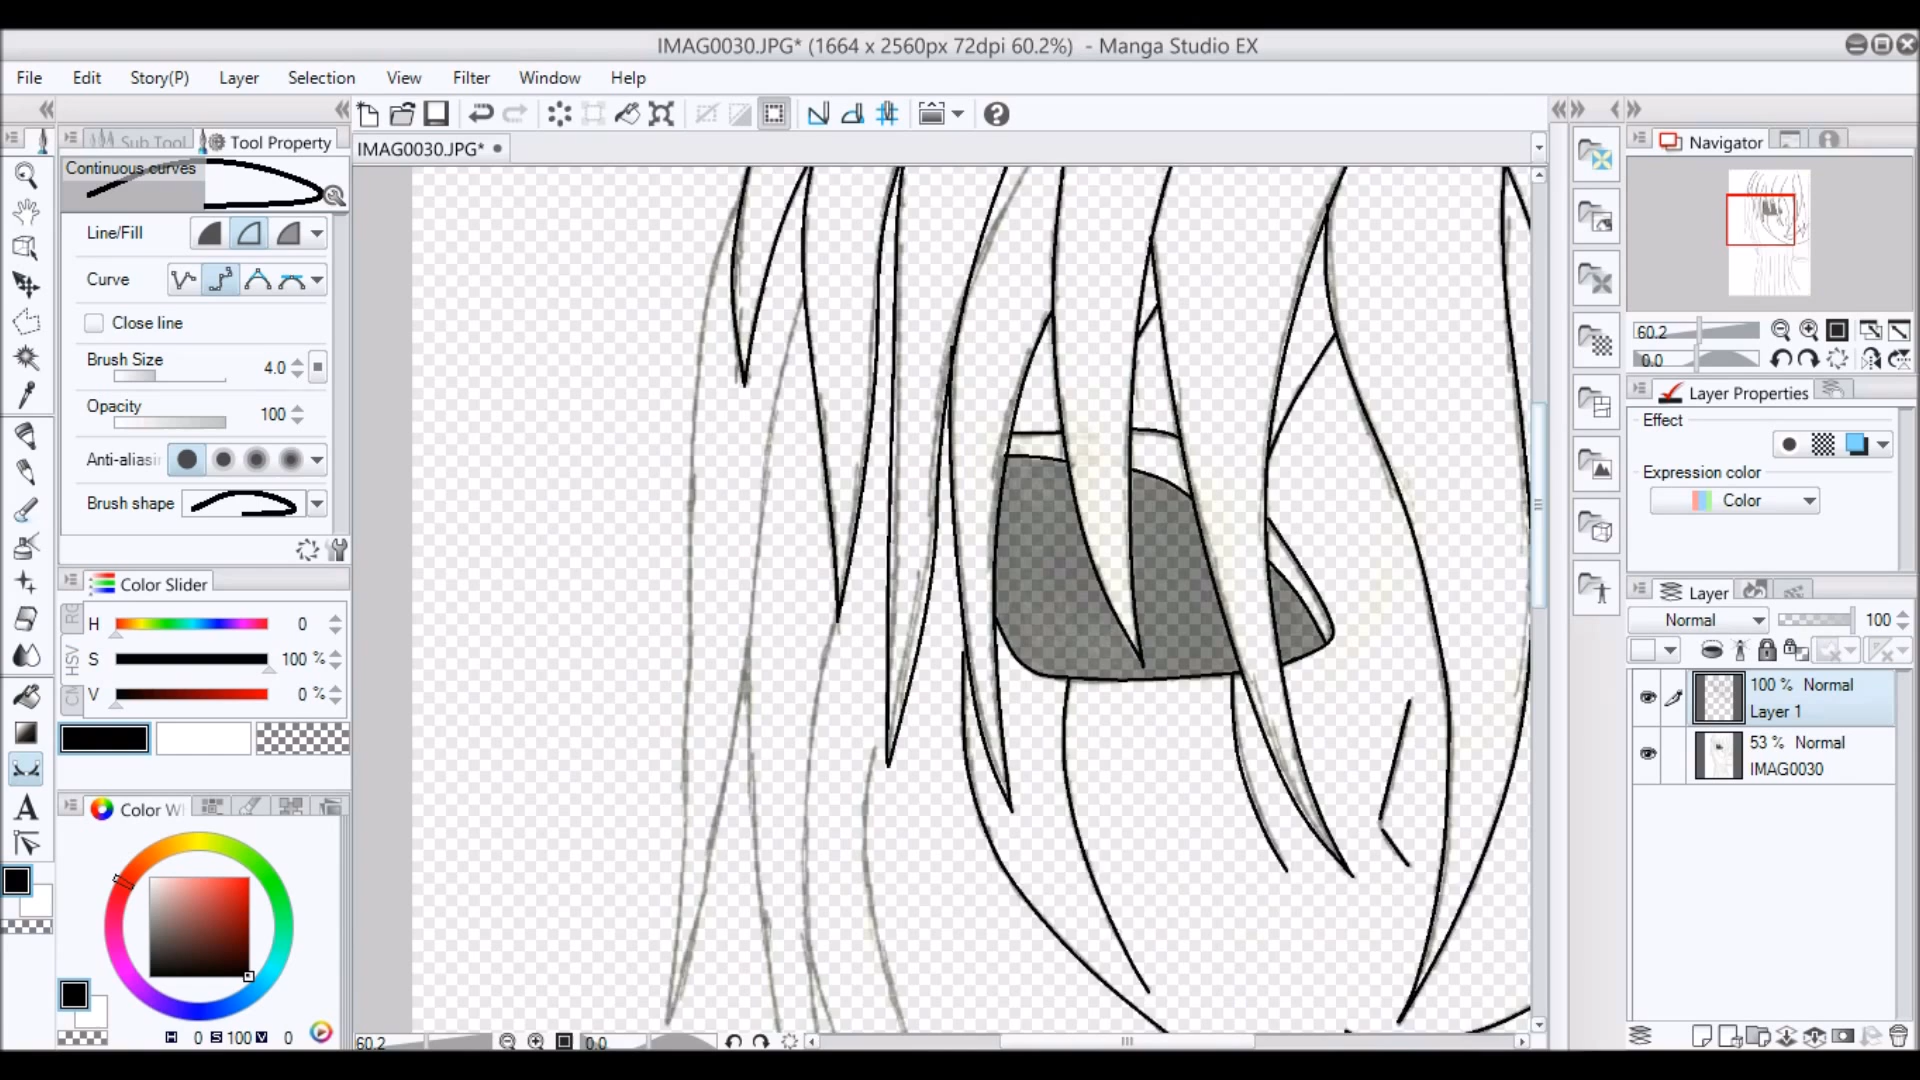 IMAG0030.JPG* (1664 x 2560px 72dpi 60.2%) - Manga Studio EX
File Edit Story(P) Layer Selection View Filter Window Help
Sub Tool Tool Property
IMAG0030.JPG*
Navigator
Continuous curves
Line/Fill
Curve
Close line
Brush Size 4.0
Opacity 100
Anti-aliasin
Brush shape
60.2
0.0
Layer Properties
Effect
Expression color
Color
Color Slider
H 0
S 100 %
V 0 %
HSV
Layer
Normal 100
100 % Normal
Layer 1
53 % Normal
IMAG0030
Color W
A
H 0 S 100 V 0
60.2 0.0